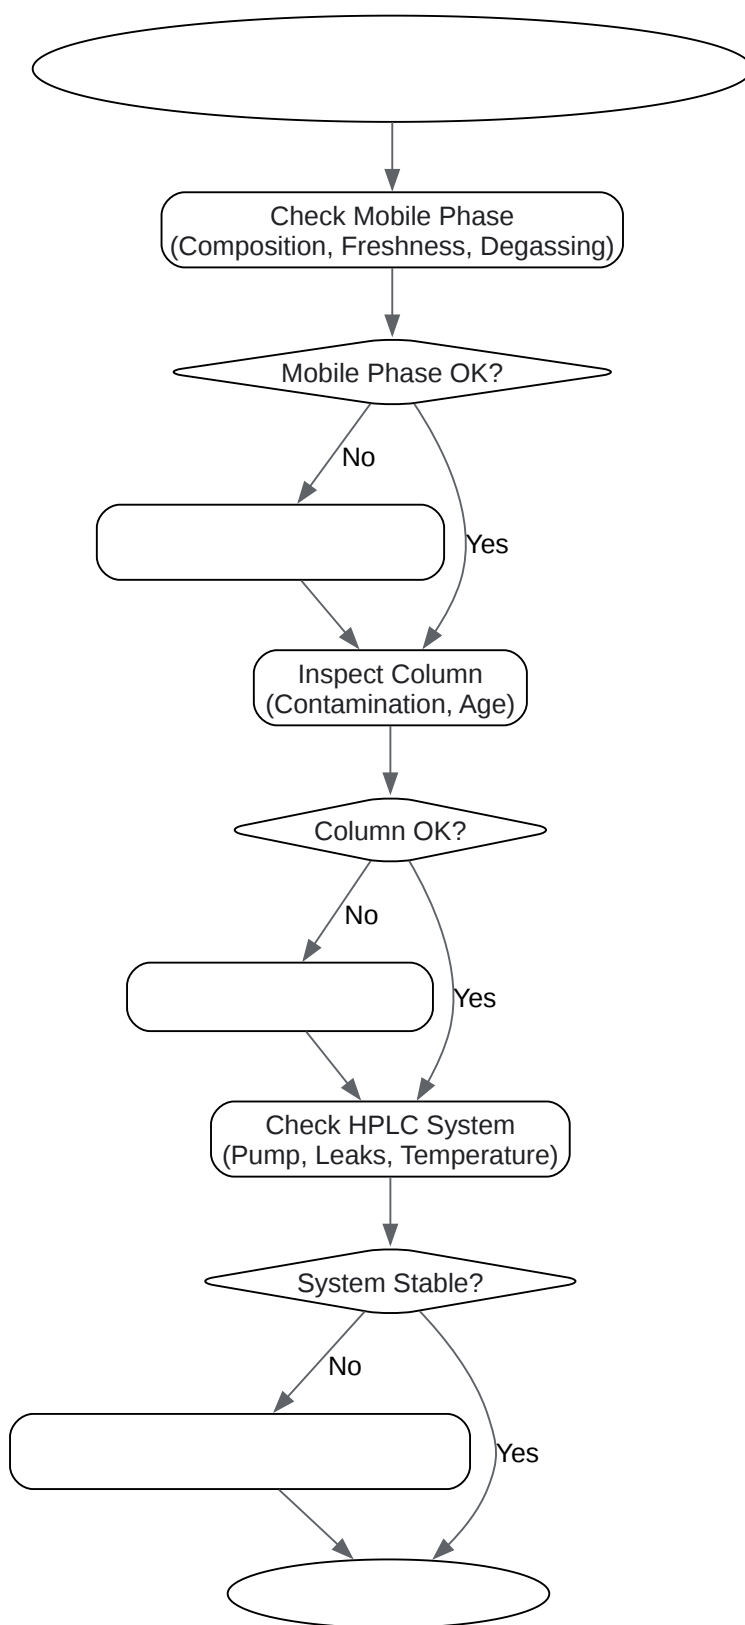 Check Mobile Phase
(Composition, Freshness, Degassing)
Mobile Phase OK?
No
Yes
Inspect Column
(Contamination, Age)
Column OK?
No
Yes
Check HPLC System
(Pump, Leaks, Temperature)
System Stable?
No
Yes